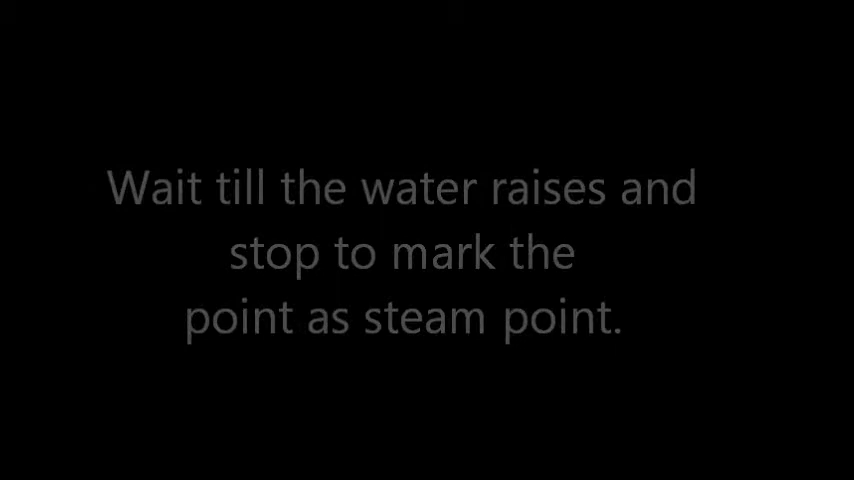 Wait till the water raises and
stop to mark the
point as steam point.